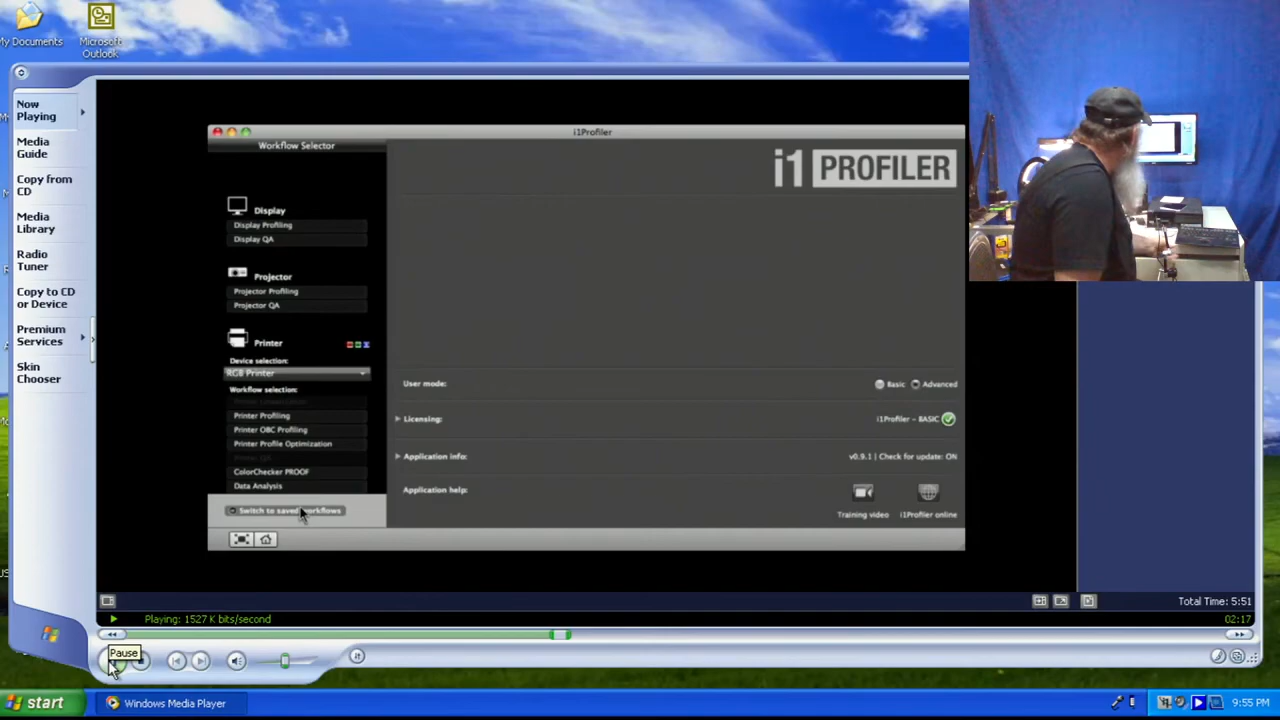 My Documents
Microsoft
Outlook
Now
Playing
Media
Guide
Copy from
CD
Media
Library
Radio
Tuner
Copy to CD
or Device
Premium
Services
Skin
Chooser
i1Profiler
Workflow Selector
i1 PROFILER
Display
Display Profiling
Display QA
Projector
Projector Profiling
Projector QA
Printer
Device selection:
RGB Printer
Workflow selection:
Printer Profiling
Printer OBC Profiling
Printer Profile Optimization
ColorChecker PROOF
Data Analysis
Switch to saved workflows
User mode:
Basic
Advanced
Licensing:
i1Profiler – BASIC
Application info:
v0.9.1 | Check for update: ON
Application help:
Training video
i1Profiler online
Total Time: 5:51
Playing: 1527 K bits/second
02:17
Pause
start
Windows Media Player
9:55 PM